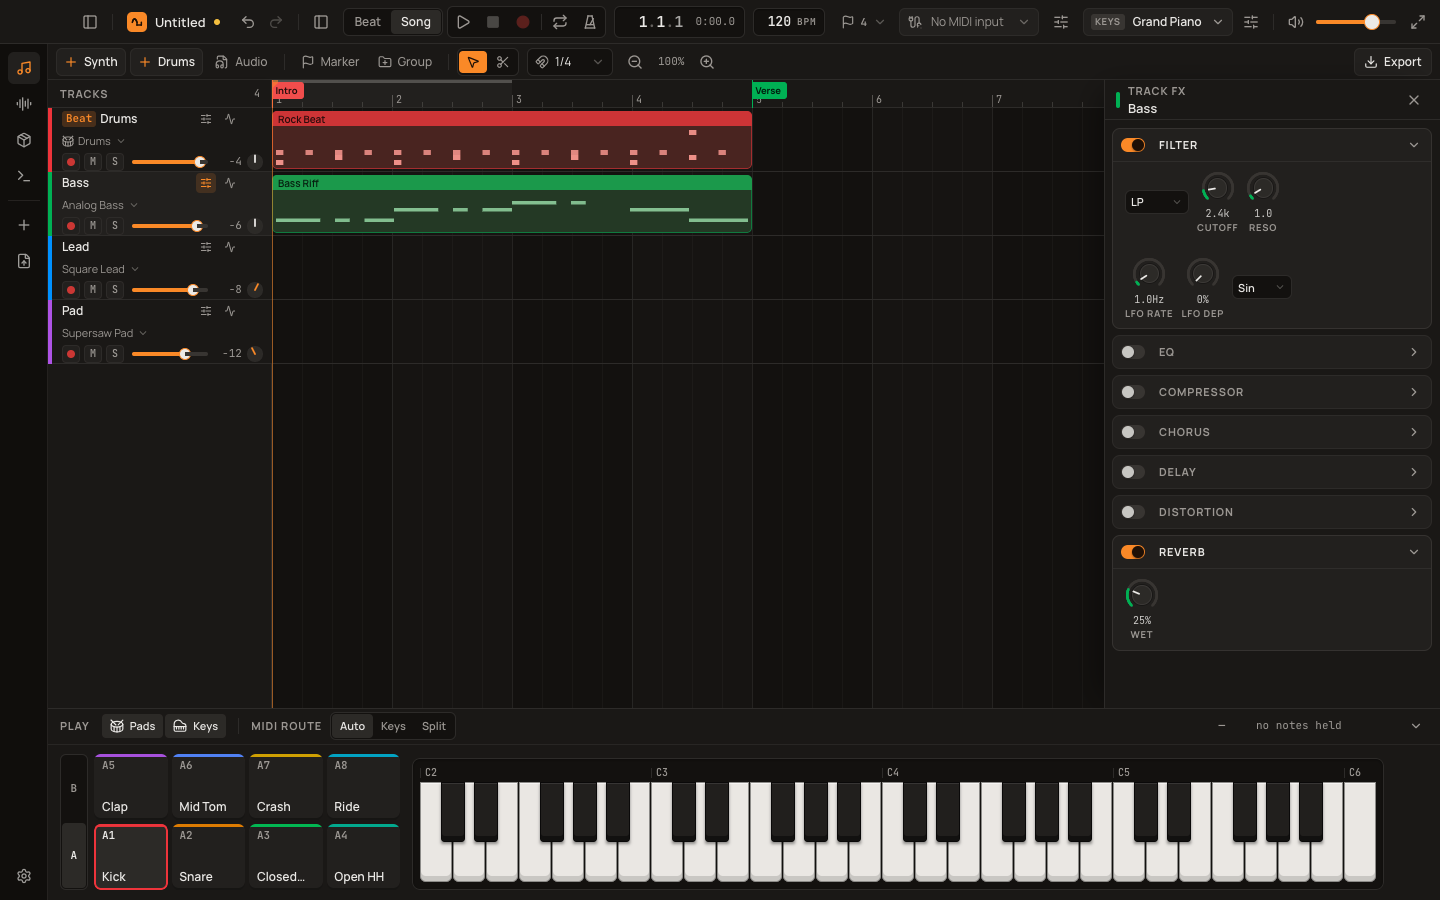 Untitled
Beat
Song
1.1.1
0:00.0
120 BPM
4
No MIDI input
KEYS Grand Piano
Synth
Drums
Audio
Marker
Group
1/4
100%
Export
TRACKS 4
Intro
Verse
1
2
3
4
5
6
7
Beat Drums
Drums
M S -4
Rock Beat
Bass
Analog Bass
M S -6
Bass Riff
Lead
Square Lead
M S -8
Pad
Supersaw Pad
M S -12
TRACK FX
Bass
FILTER
LP
2.4k
CUTOFF
1.0
RESO
1.0Hz
LFO RATE
0%
LFO DEP
Sin
EQ
COMPRESSOR
CHORUS
DELAY
DISTORTION
REVERB
25%
WET
PLAY
Pads
Keys
MIDI ROUTE
Auto
Keys
Split
– no notes held
B
A
A5
Clap
A6
Mid Tom
A7
Crash
A8
Ride
A1
Kick
A2
Snare
A3
Closed...
A4
Open HH
C2
C3
C4
C5
C6